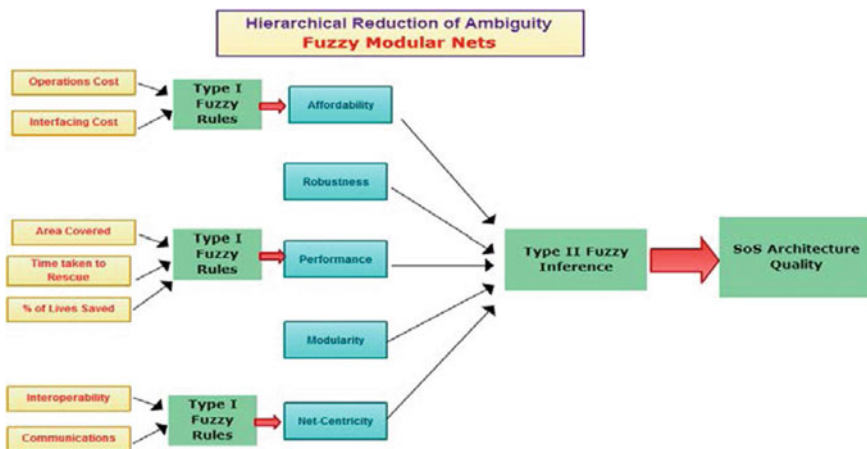 Hierarchical Reduction of Ambiguity
Fuzzy Modular Nets
Operations Cost
Interfacing Cost
Type I
Fuzzy
Rules
Affordability
Robustness
Area Covered
Time taken to
Rescue
% of Lives Saved
Type I
Fuzzy
Rules
Performance
Modularity
Interoperability
Communications
Type I
Fuzzy
Rules
Net-Centricity
Type II Fuzzy
Inference
SoS Architecture
Quality